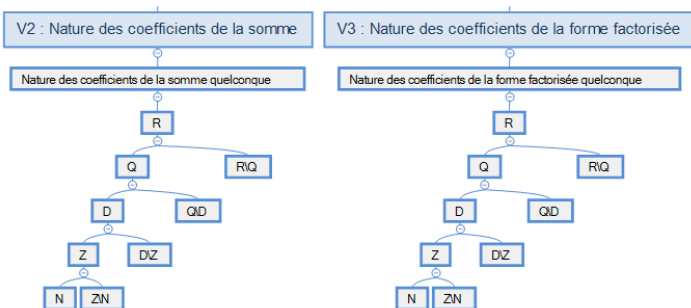 V2 : Nature des coefficients de la somme
Nature des coefficients de la somme quelconque
R
Q R\Q
D Q\D
Z D\Z
N Z\N
V3 : Nature des coefficients de la forme factorisée
Nature des coefficients de la forme factorisée quelconque
R
Q R\Q
D Q\D
Z D\Z
N Z\N